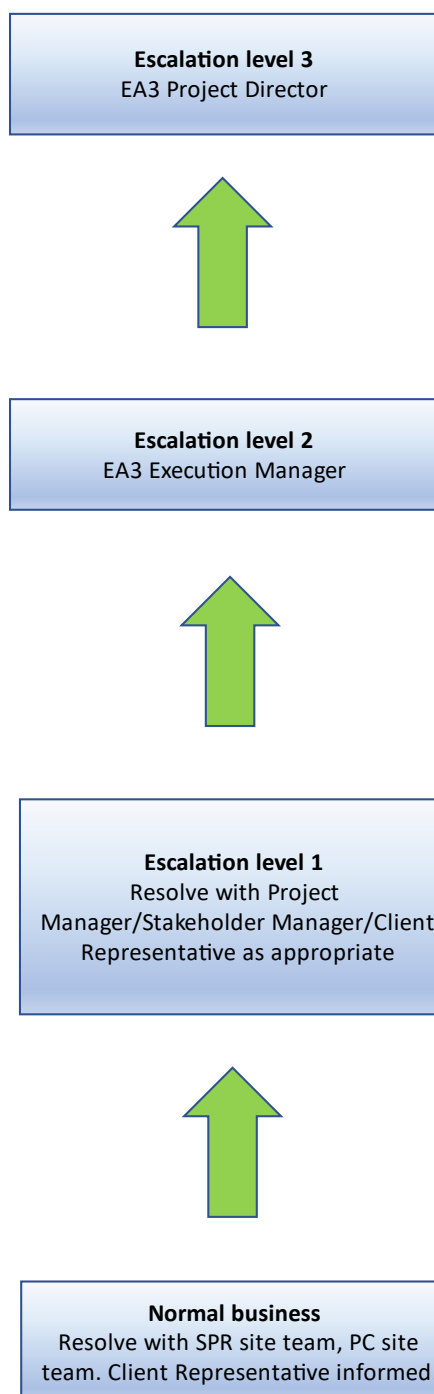 Escalation level 3
EA3 Project Director
Escalation level 2
EA3 Execution Manager
Escalation level 1
Resolve with Project
Manager/Stakeholder Manager/Client
Representative as appropriate
Normal business
Resolve with SPR site team, PC site
team. Client Representative informed